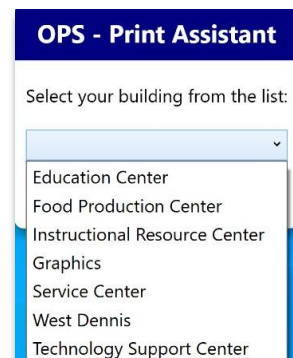 OPS - Print Assistant
Select your building from the list:
Education Center
Food Production Center
Instructional Resource Center
Graphics
Service Center
West Dennis
Technology Support Center